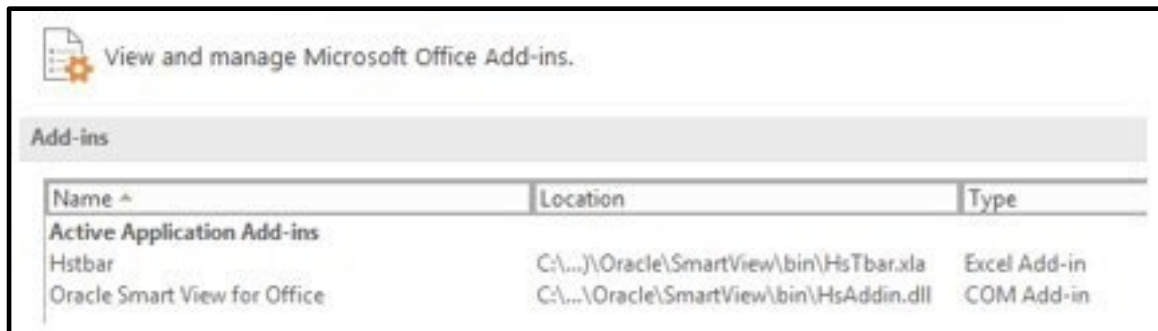 View and manage Microsoft Office Add-ins.
Add-ins
Name Location Type
Active Application Add-ins
Hstbar C:\...)\Oracle\SmartView\bin\HsTbar.xla Excel Add-in
Oracle Smart View for Office C:\...\Oracle\SmartView\bin\HsAddin.dll COM Add-in